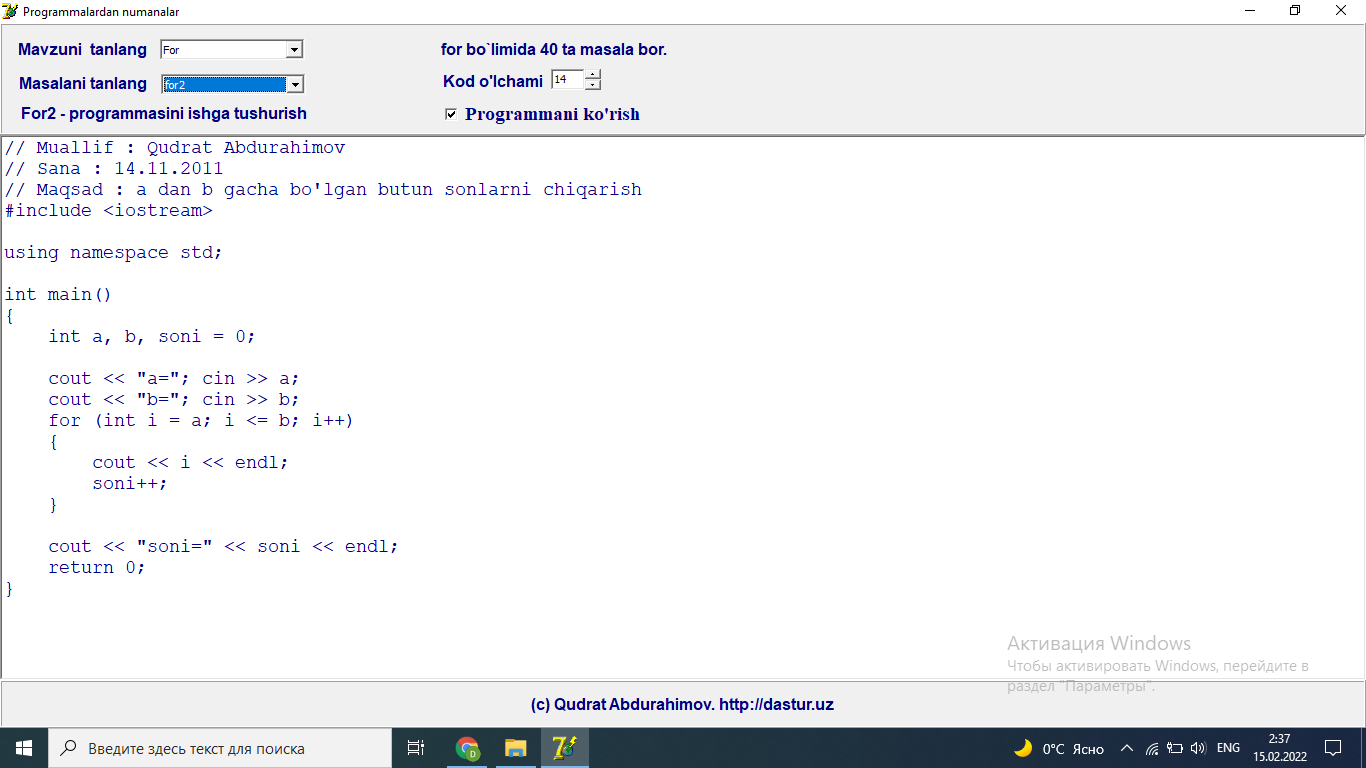 Programmalardan numanalar
Mavzuni tanlang For
for bo`limida 40 ta masala bor.
Masalani tanlang for2
Kod o'lchami 14
For2 - programmasini ishga tushurish
Programmani ko'rish
// Muallif : Qudrat Abdurahimov
// Sana : 14.11.2011
// Maqsad : a dan b gacha bo'lgan butun sonlarni chiqarish
#include <iostream>
using namespace std;
int main()
{
    int a, b, soni = 0;
    cout << "a="; cin >> a;
    cout << "b="; cin >> b;
    for (int i = a; i <= b; i++)
    {
        cout << i << endl;
        soni++;
    }
    cout << "soni=" << soni << endl;
    return 0;
}
Активация Windows
Чтобы активировать Windows, перейдите в
раздел "Параметры".
(c) Qudrat Abdurahimov. http://dastur.uz
Введите здесь текст для поиска
D
0°C Ясно
ENG
2:37
15.02.2022